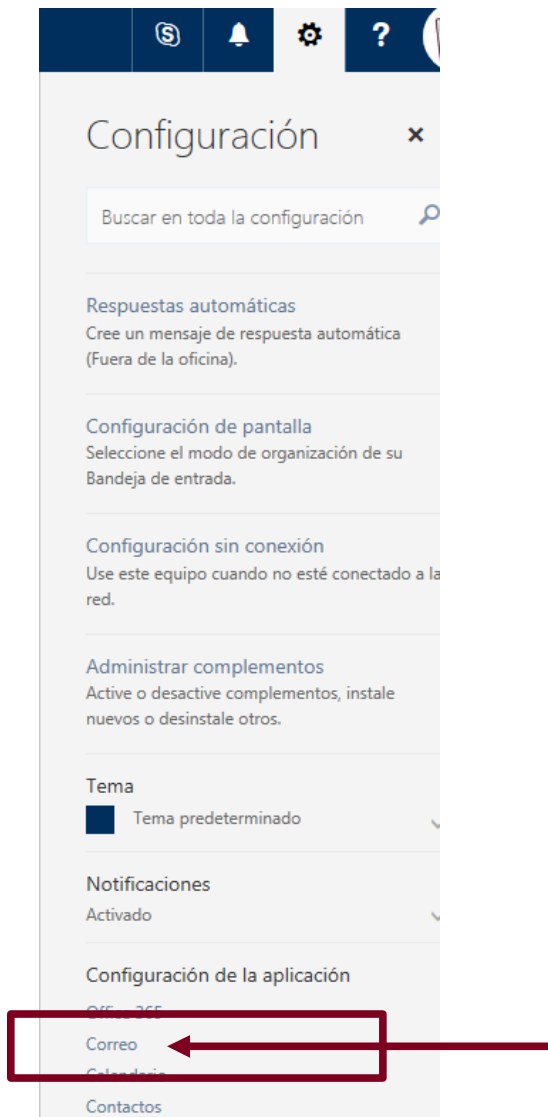 ?
Configuración
Buscar en toda la configuración
Respuestas automáticas
Cree un mensaje de respuesta automática
(Fuera de la oficina).
Configuración de pantalla
Seleccione el modo de organización de su
Bandeja de entrada.
Configuración sin conexión
Use este equipo cuando no esté conectado a la
red.
Administrar complementos
Active o desactive complementos, instale
nuevos o desinstale otros.
Tema
Tema predeterminado
Notificaciones
Activado
Configuración de la aplicación
Office 365
Correo
Calendario
Contactos